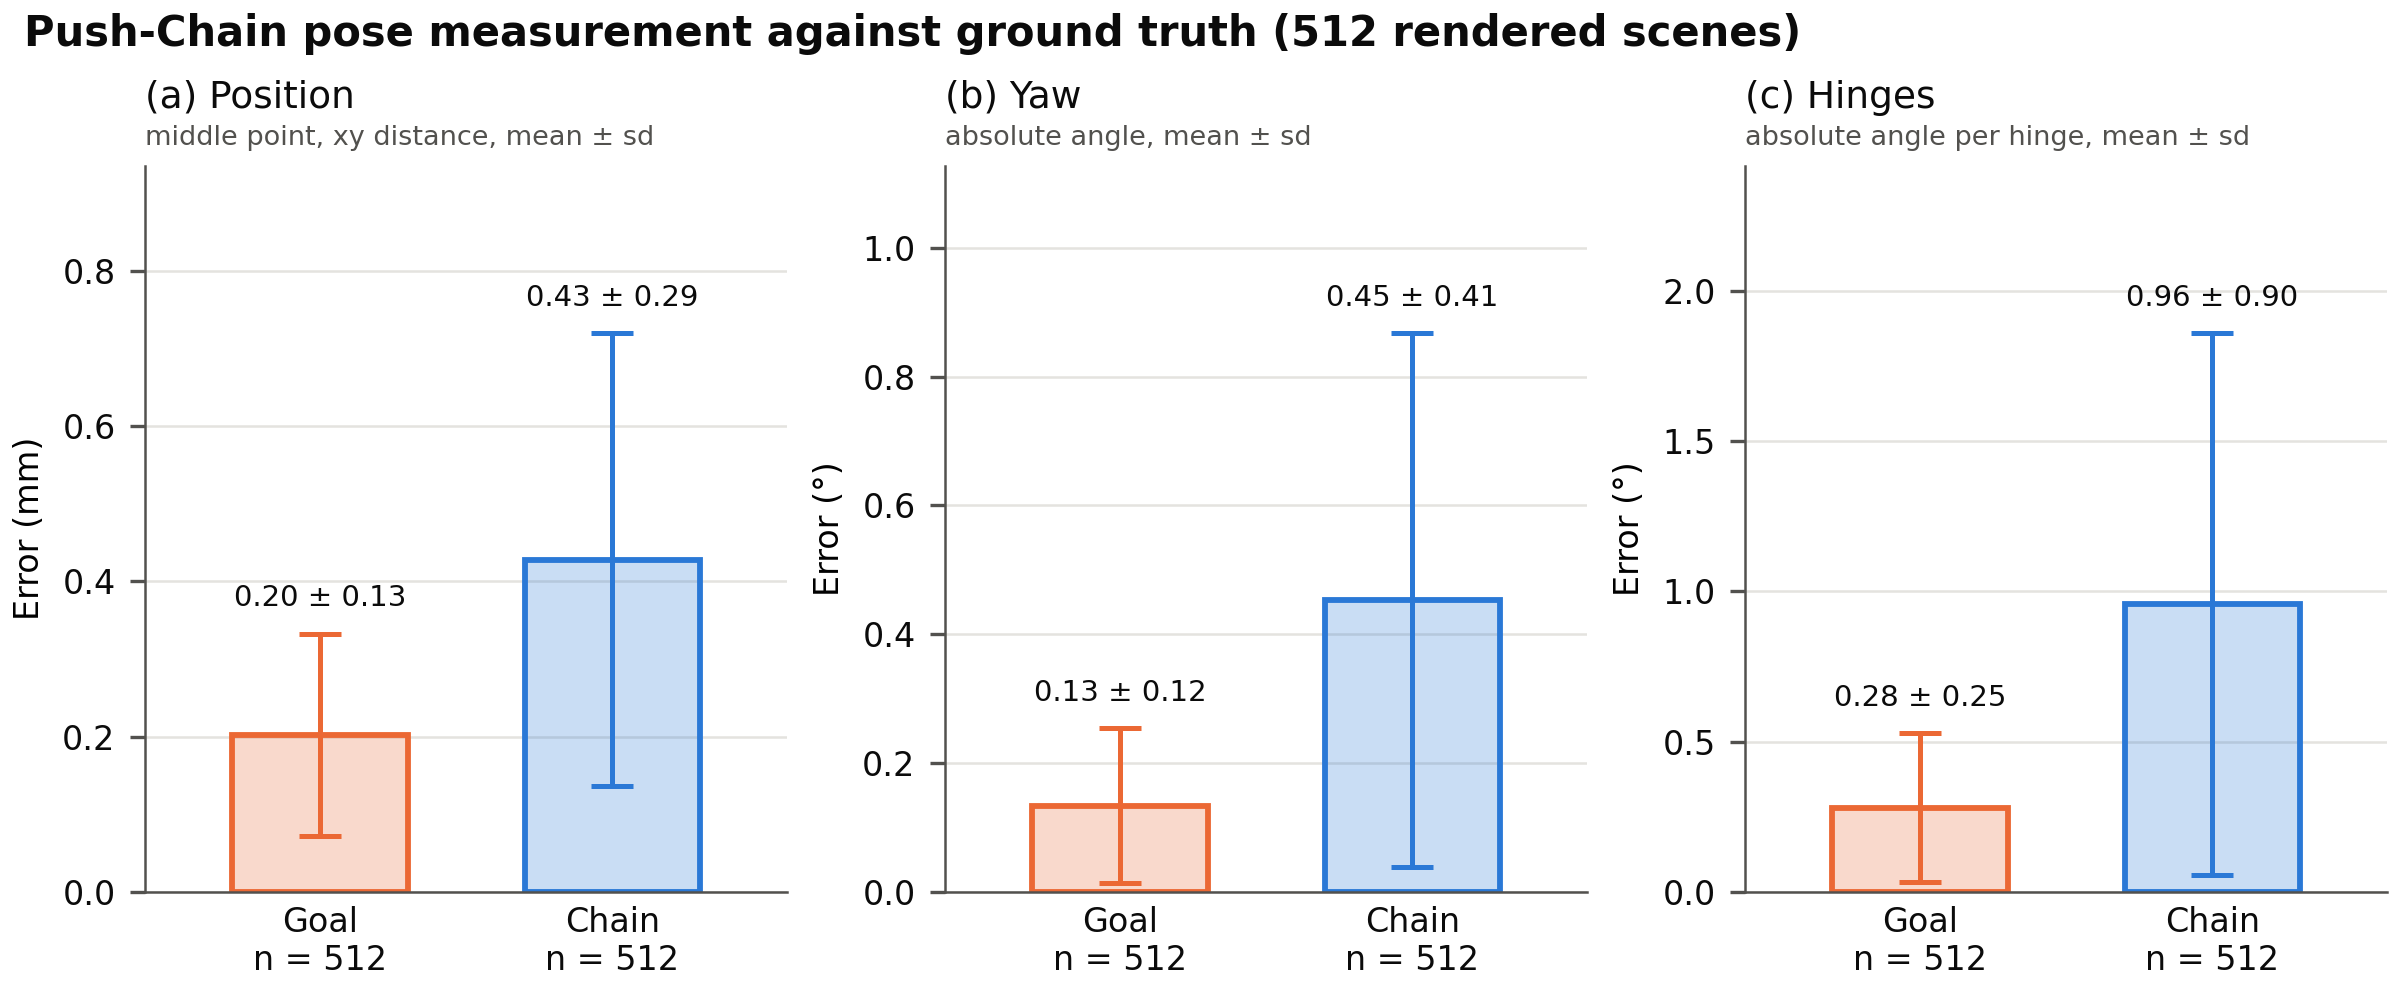 Push-Chain pose measurement against ground truth (512 rendered scenes)
(a) Position
middle point, xy distance, mean ± sd
Error (mm)
0.8
0.6
0.4
0.2
0.0
0.20 ± 0.13
0.43 ± 0.29
Goal
n = 512
Chain
n = 512
(b) Yaw
absolute angle, mean ± sd
Error (°)
1.0
0.8
0.6
0.4
0.2
0.0
0.13 ± 0.12
0.45 ± 0.41
Goal
n = 512
Chain
n = 512
(c) Hinges
absolute angle per hinge, mean ± sd
Error (°)
2.0
1.5
1.0
0.5
0.0
0.28 ± 0.25
0.96 ± 0.90
Goal
n = 512
Chain
n = 512